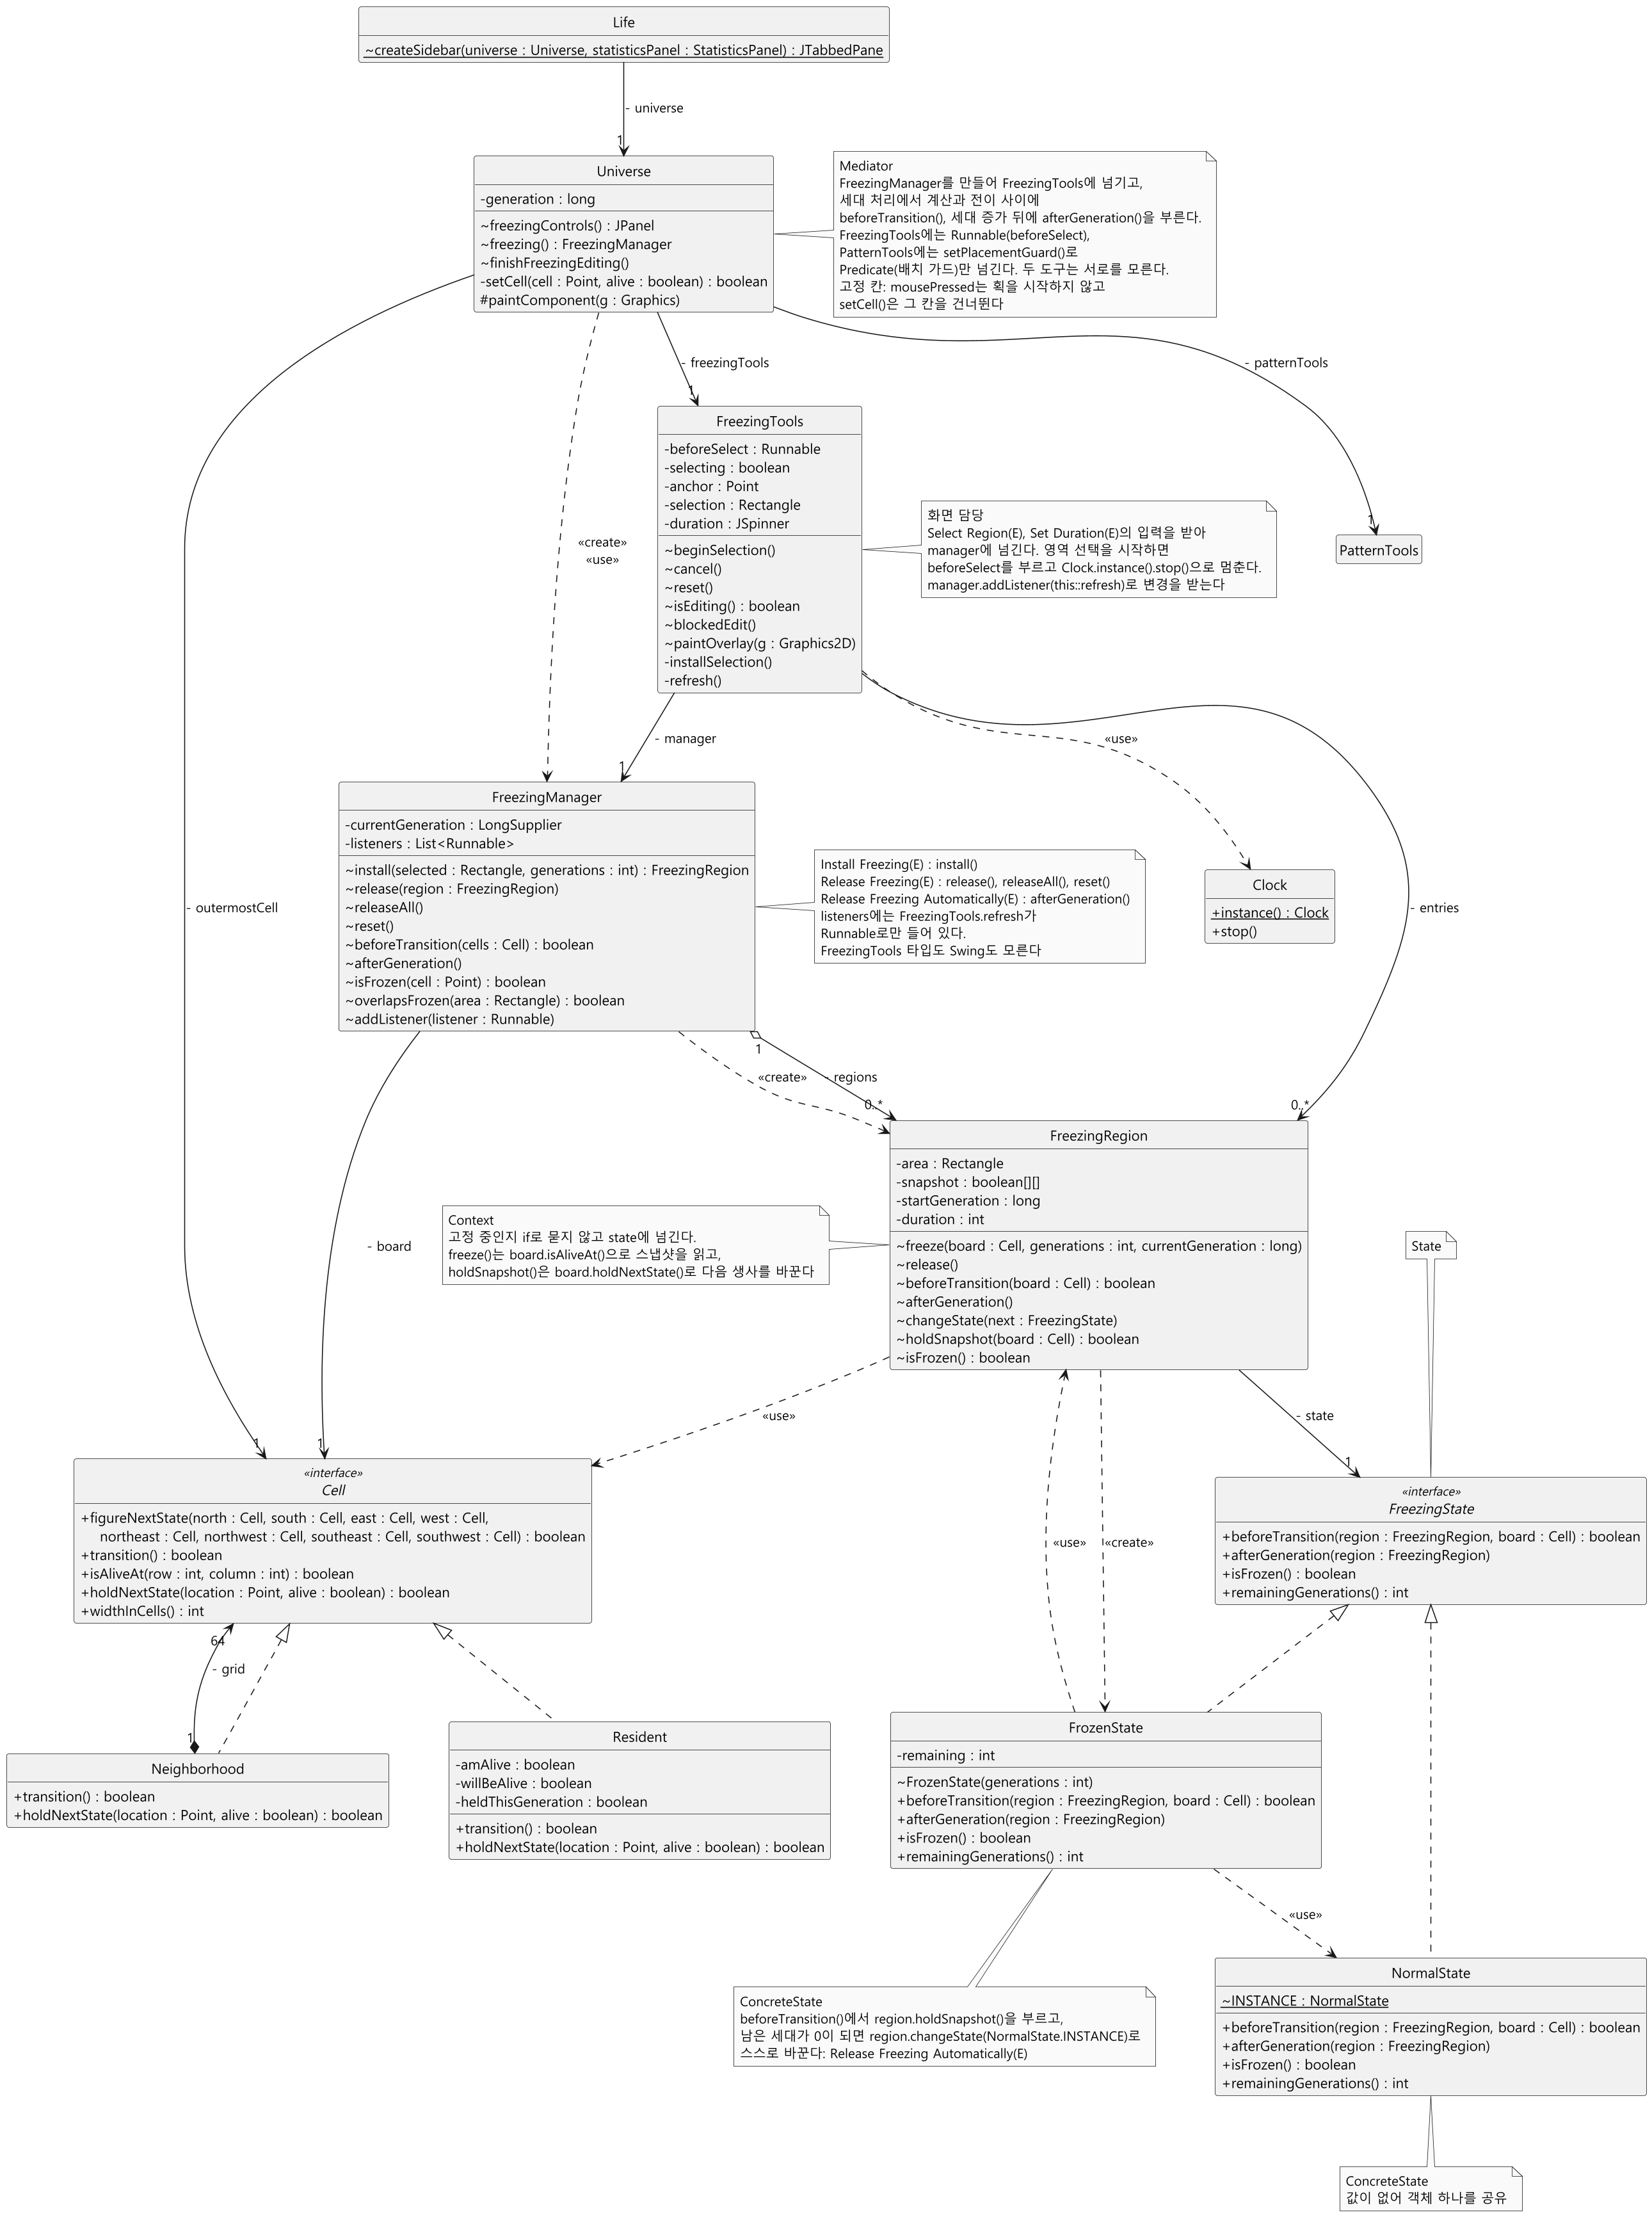 Life
~createSidebar(universe : Universe, statisticsPanel : StatisticsPanel) : JTabbedPane
- universe
1
Universe
-generation : long
~freezingControls() : JPanel
~freezing() : FreezingManager
~finishFreezingEditing()
-setCell(cell : Point, alive : boolean) : boolean
#paintComponent(g : Graphics)
Mediator
FreezingManager를 만들어 FreezingTools에 넘기고,
세대 처리에서 계산과 전이 사이에
beforeTransition(), 세대 증가 뒤에 afterGeneration()을 부른다.
FreezingTools에는 Runnable(beforeSelect),
PatternTools에는 setPlacementGuard()로
Predicate(배치 가드)만 넘긴다. 두 도구는 서로를 모른다.
고정 칸: mousePressed는 획을 시작하지 않고
setCell()은 그 칸을 건너뛴다
- freezingTools
1
- patternTools
1
FreezingTools
-beforeSelect : Runnable
-selecting : boolean
-anchor : Point
-selection : Rectangle
-duration : JSpinner
~beginSelection()
~cancel()
~reset()
~isEditing() : boolean
~blockedEdit()
~paintOverlay(g : Graphics2D)
-installSelection()
-refresh()
화면 담당
Select Region(E), Set Duration(E)의 입력을 받아
manager에 넘긴다. 영역 선택을 시작하면
beforeSelect를 부르고 Clock.instance().stop()으로 멈춘다.
manager.addListener(this::refresh)로 변경을 받는다
PatternTools
«create»
«use»
- manager
1
«use»
FreezingManager
-currentGeneration : LongSupplier
-listeners : List<Runnable>
~install(selected : Rectangle, generations : int) : FreezingRegion
~release(region : FreezingRegion)
~releaseAll()
~reset()
~beforeTransition(cells : Cell) : boolean
~afterGeneration()
~isFrozen(cell : Point) : boolean
~overlapsFrozen(area : Rectangle) : boolean
~addListener(listener : Runnable)
Install Freezing(E) : install()
Release Freezing(E) : release(), releaseAll(), reset()
Release Freezing Automatically(E) : afterGeneration()
listeners에는 FreezingTools.refresh가
Runnable로만 들어 있다.
FreezingTools 타입도 Swing도 모른다
Clock
+instance() : Clock
+stop()
- outermostCell
- entries
1
«create»
- regions
0..*
0..*
FreezingRegion
-area : Rectangle
-snapshot : boolean[][]
-startGeneration : long
-duration : int
~freeze(board : Cell, generations : int, currentGeneration : long)
~release()
~beforeTransition(board : Cell) : boolean
~afterGeneration()
~changeState(next : FreezingState)
~holdSnapshot(board : Cell) : boolean
~isFrozen() : boolean
Context
고정 중인지 if로 묻지 않고 state에 넘긴다.
freeze()는 board.isAliveAt()으로 스냅샷을 읽고,
holdSnapshot()은 board.holdNextState()로 다음 생사를 바꾼다
- board
State
«use»
- state
1
1
1
«interface»
Cell
+figureNextState(north : Cell, south : Cell, east : Cell, west : Cell,
northeast : Cell, northwest : Cell, southeast : Cell, southwest : Cell) : boolean
+transition() : boolean
+isAliveAt(row : int, column : int) : boolean
+holdNextState(location : Point, alive : boolean) : boolean
+widthInCells() : int
«use»
«create»
«interface»
FreezingState
+beforeTransition(region : FreezingRegion, board : Cell) : boolean
+afterGeneration(region : FreezingRegion)
+isFrozen() : boolean
+remainingGenerations() : int
64
- grid
1
Neighborhood
+transition() : boolean
+holdNextState(location : Point, alive : boolean) : boolean
Resident
-amAlive : boolean
-willBeAlive : boolean
-heldThisGeneration : boolean
+transition() : boolean
+holdNextState(location : Point, alive : boolean) : boolean
FrozenState
-remaining : int
~FrozenState(generations : int)
+beforeTransition(region : FreezingRegion, board : Cell) : boolean
+afterGeneration(region : FreezingRegion)
+isFrozen() : boolean
+remainingGenerations() : int
«use»
ConcreteState
beforeTransition()에서 region.holdSnapshot()을 부르고,
남은 세대가 0이 되면 region.changeState(NormalState.INSTANCE)로
스스로 바꾼다: Release Freezing Automatically(E)
NormalState
~INSTANCE : NormalState
+beforeTransition(region : FreezingRegion, board : Cell) : boolean
+afterGeneration(region : FreezingRegion)
+isFrozen() : boolean
+remainingGenerations() : int
ConcreteState
값이 없어 객체 하나를 공유